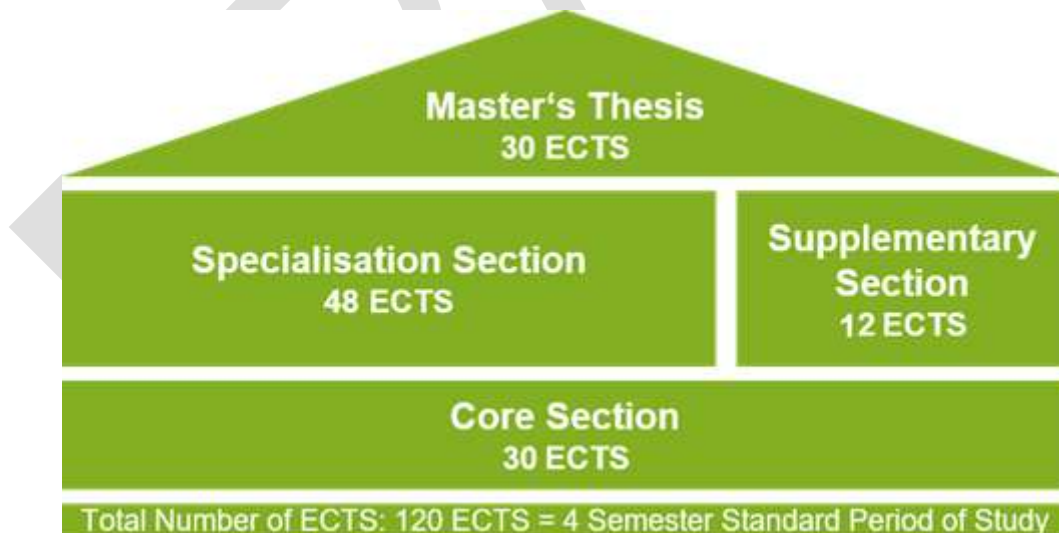 Master‘s Thesis
30 ECTS
Specialisation Section
48 ECTS
Supplementary
Section
12 ECTS
Core Section
30 ECTS
Total Number of ECTS: 120 ECTS = 4 Semester Standard Period of Study